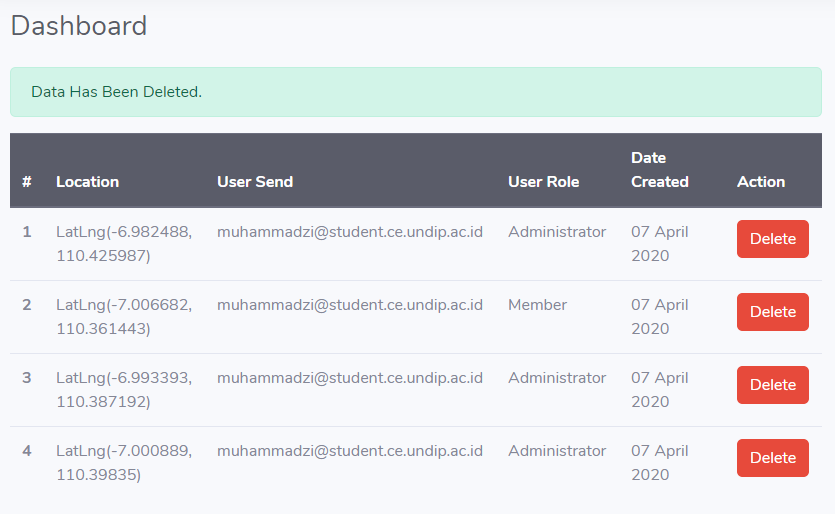 Dashboard
Data Has Been Deleted.
# Location User Send User Role Date Created Action
1 LatLng(-6.982488, muhammadzi@student.ce.undip.ac.id Administrator 07 April Delete
110.425987) 2020
2 LatLng(-7.006682, muhammadzi@student.ce.undip.ac.id Member 07 April Delete
110.361443) 2020
3 LatLng(-6.993393, muhammadzi@student.ce.undip.ac.id Administrator 07 April Delete
110.387192) 2020
4 LatLng(-7.000889, muhammadzi@student.ce.undip.ac.id Administrator 07 April Delete
110.39835) 2020